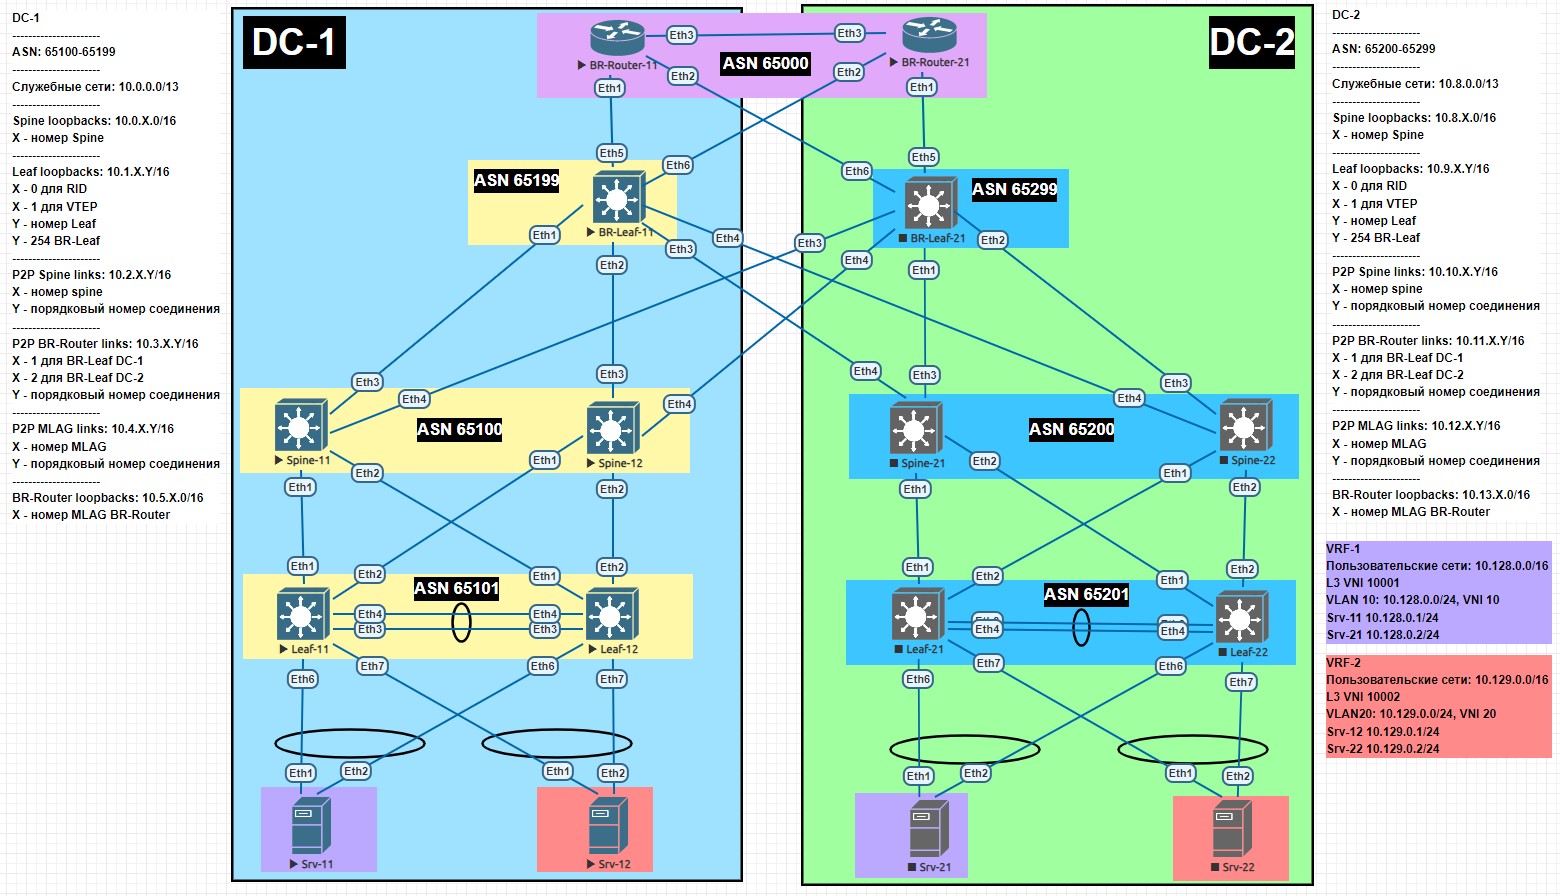 DC-1
----------------------
ASN: 65100-65199
----------------------
Служебные сети: 10.0.0.0/13
----------------------
Spine loopbacks: 10.0.X.0/16
X - номер Spine
----------------------
Leaf loopbacks: 10.1.X.Y/16
X - 0 для RID
X - 1 для VTEP
Y - номер Leaf
Y - 254 BR-Leaf
----------------------
P2P Spine links: 10.2.X.Y/16
X - номер spine
Y - порядковый номер соединения
----------------------
P2P BR-Router links: 10.3.X.Y/16
X - 1 для BR-Leaf DC-1
X - 2 для BR-Leaf DC-2
Y - порядковый номер соединения
----------------------
P2P MLAG links: 10.4.X.Y/16
X - номер MLAG
Y - порядковый номер соединения
----------------------
BR-Router loopbacks: 10.5.X.0/16
X - номер MLAG BR-Router
DC-1
DC-2
Eth3
Eth3
BR-Router-11
ASN 65000
BR-Router-21
Eth1
Eth2
Eth2
Eth1
Eth5
Eth6
Eth6
Eth5
ASN 65199
ASN 65299
BR-Leaf-11
BR-Leaf-21
Eth1
Eth2
Eth3
Eth4
Eth3
Eth4
Eth1
Eth2
Eth3
Eth4
Eth3
Eth4
Eth4
Eth3
Eth4
Eth3
ASN 65100
ASN 65200
Spine-11
Spine-12
Spine-21
Spine-22
Eth1
Eth2
Eth1
Eth2
Eth1
Eth2
Eth1
Eth2
Eth1
Eth2
Eth1
Eth2
Eth1
Eth2
Eth1
Eth2
ASN 65101
ASN 65201
Eth4
Eth4
Eth3
Eth3
Eth4
Eth4
Leaf-11
Leaf-12
Leaf-21
Leaf-22
Eth6
Eth7
Eth6
Eth7
Eth6
Eth7
Eth6
Eth7
Eth1
Eth2
Eth1
Eth2
Eth1
Eth2
Eth1
Eth2
Srv-11
Srv-12
Srv-21
Srv-22
DC-2
----------------------
ASN: 65200-65299
----------------------
Служебные сети: 10.8.0.0/13
----------------------
Spine loopbacks: 10.8.X.0/16
X - номер Spine
----------------------
Leaf loopbacks: 10.9.X.Y/16
X - 0 для RID
X - 1 для VTEP
Y - номер Leaf
Y - 254 BR-Leaf
----------------------
P2P Spine links: 10.10.X.Y/16
X - номер spine
Y - порядковый номер соединения
----------------------
P2P BR-Router links: 10.11.X.Y/16
X - 1 для BR-Leaf DC-1
X - 2 для BR-Leaf DC-2
Y - порядковый номер соединения
----------------------
P2P MLAG links: 10.12.X.Y/16
X - номер MLAG
Y - порядковый номер соединения
----------------------
BR-Router loopbacks: 10.13.X.0/16
X - номер MLAG BR-Router
VRF-1
Пользовательские сети: 10.128.0.0/16
L3 VNI 10001
VLAN 10: 10.128.0.0/24, VNI 10
Srv-11 10.128.0.1/24
Srv-21 10.128.0.2/24
VRF-2
Пользовательские сети: 10.129.0.0/16
L3 VNI 10002
VLAN20: 10.129.0.0/24, VNI 20
Srv-12 10.129.0.1/24
Srv-22 10.129.0.2/24